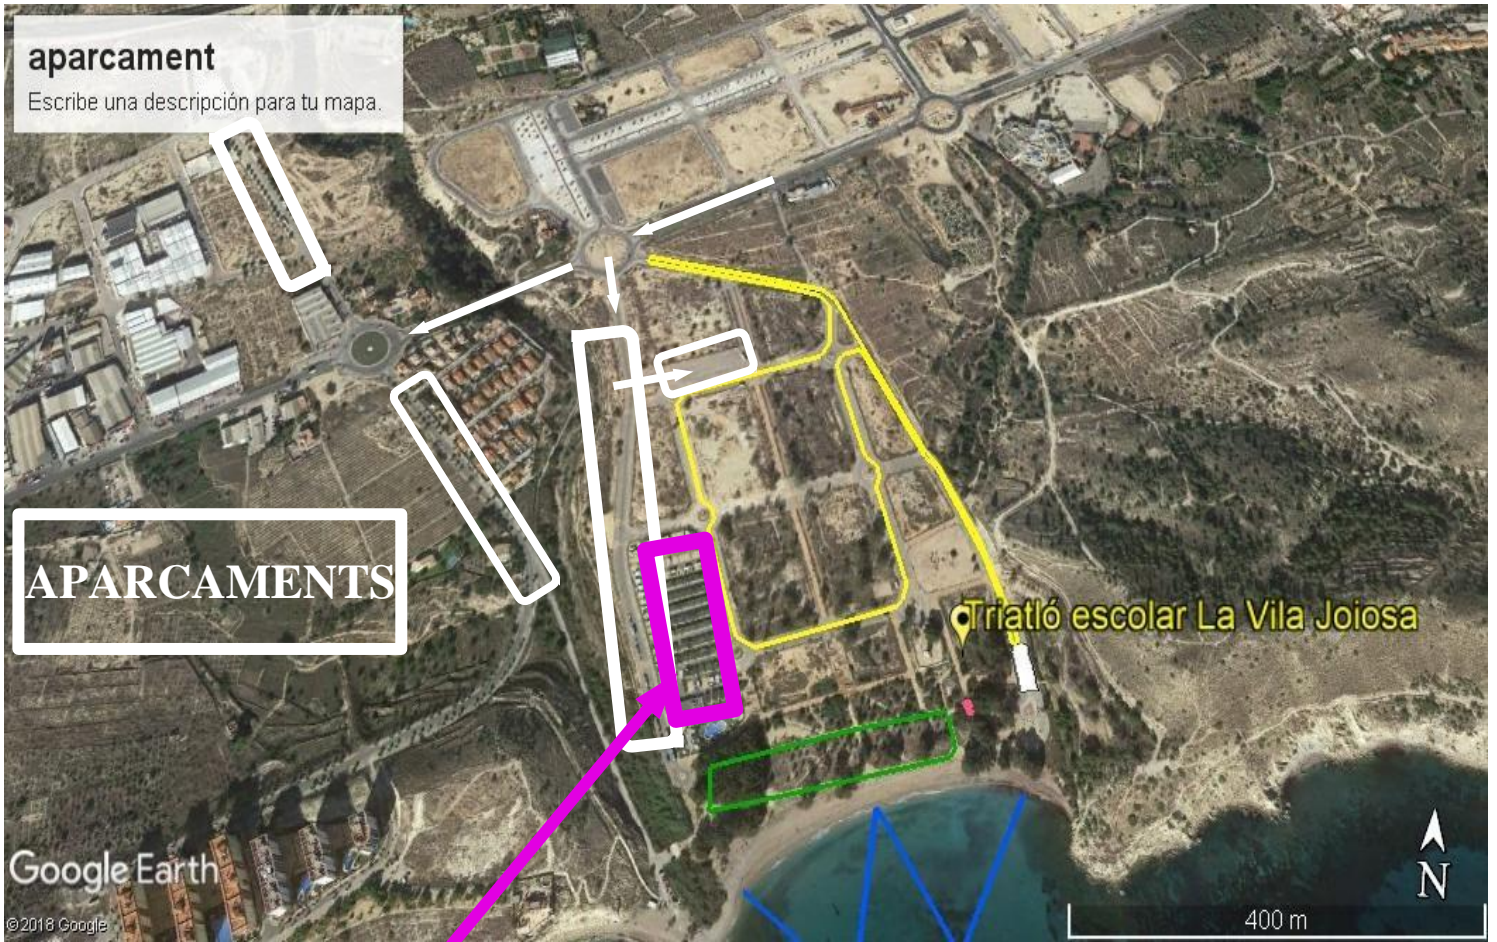 aparcament
Escribe una descripción para tu mapa.
APARCAMENTS
Triatló escolar La Vila Joiosa
Google Earth
©2018 Google
N
400 m